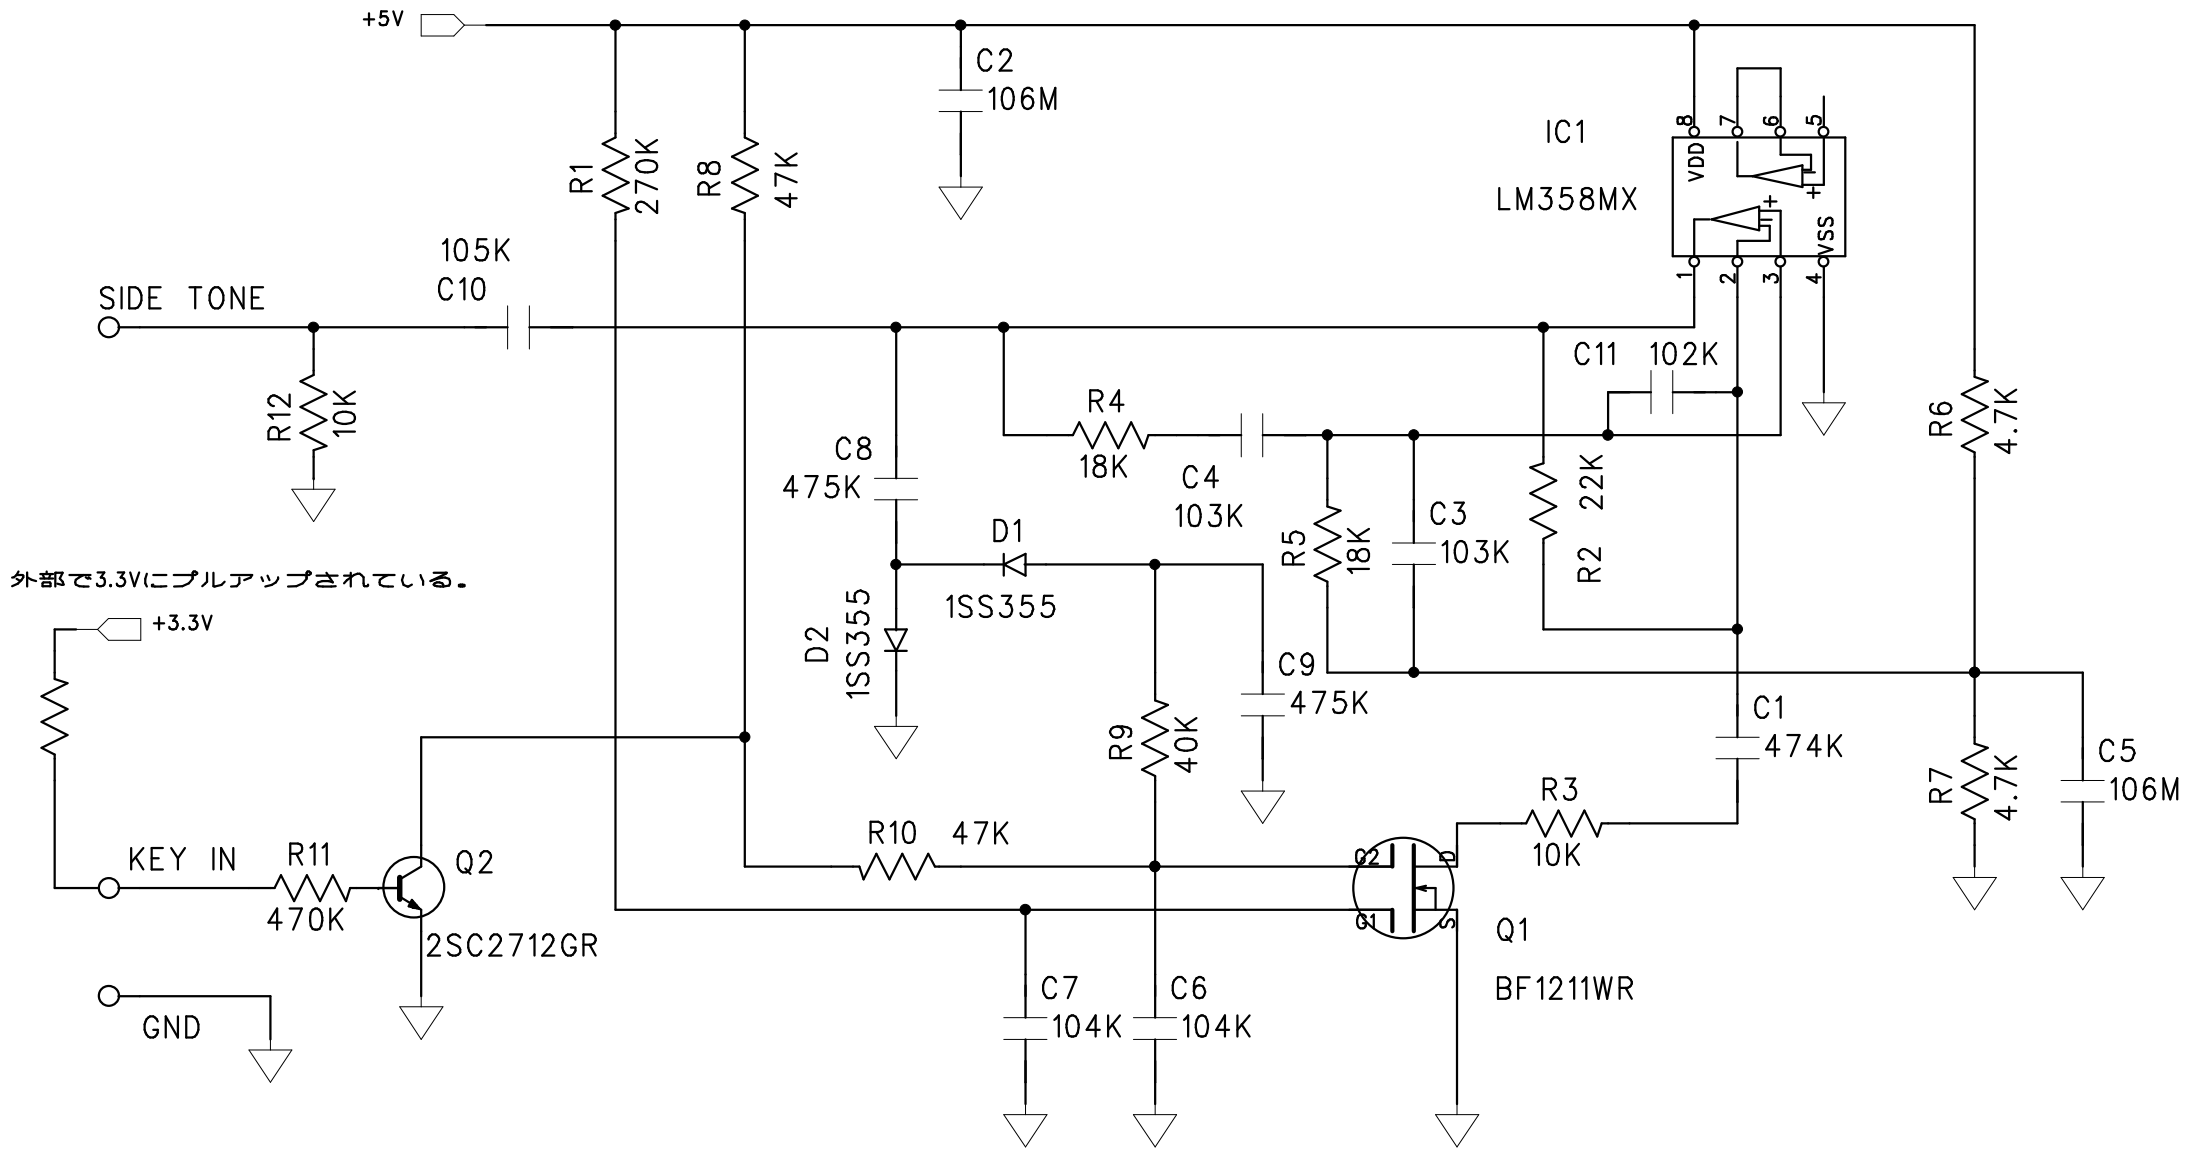 +5V
C2
106M
IC1
LM358MX
8
7
6
5
VDD
+
+
VSS
1
2
3
4
R1
270K
R8
47K
105K
C10
SIDE TONE
R12
10K
C11 102K
R4
18K
C4
103K
C8
475K
R6
4.7K
R5
18K
C3
103K
22K
R2
D1
1SS355
D2
1SS355
外部で3.3Vにプルアップされている。
+3.3V
C9
475K
R9
40K
C1
474K
C5
106M
R7
4.7K
R3
10K
R10 47K
KEY IN
R11
470K
Q2
2SC2712GR
G2
D
G1
S
Q1
BF1211WR
GND
C7
104K
C6
104K